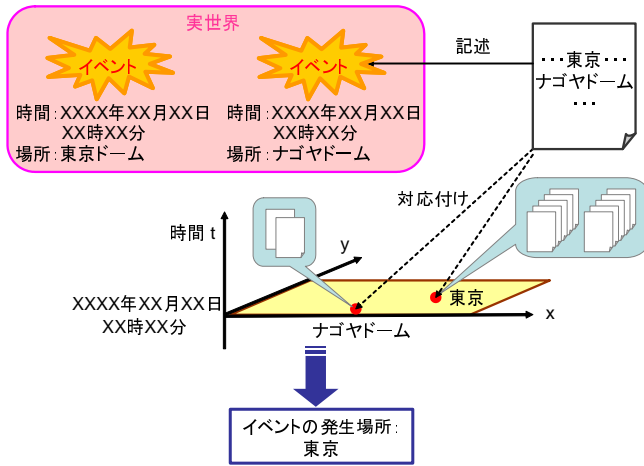 実世界
イベント
イベント
時間：XXXX年XX月XX日
XX時XX分
場所：東京ドーム
時間：XXXX年XX月XX日
XX時XX分
場所：ナゴヤドーム
記述
…東京…
ナゴヤドーム
…
対応付け
時間 t
y
XXXX年XX月XX日
XX時XX分
東京
ナゴヤドーム
x
イベントの発生場所：
東京